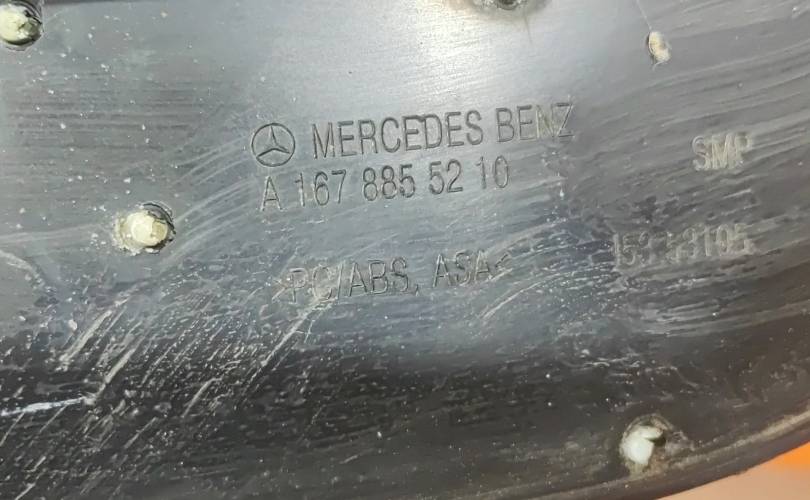 MERCEDES BENZ
A 167 885 52 10
SMP
PC/ABS, ASA<